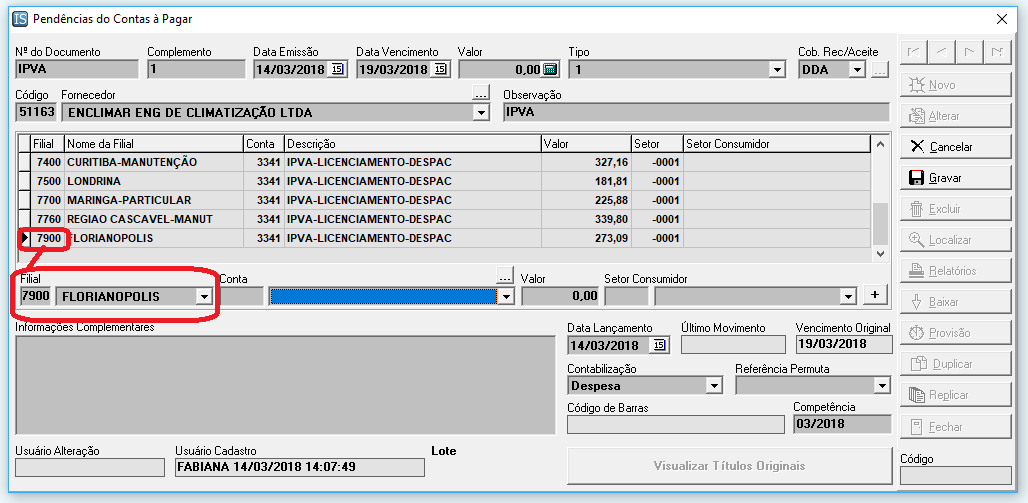 IS Pendências do Contas à Pagar
Nº do Documento Complemento Data Emissão Data Vencimento Valor Tipo Cob. Rec/Aceite
IPVA 1 14/03/2018 15 19/03/2018 15 0,00 1 DDA ...
Código Fornecedor ... Observação
51163 ENCLIMAR ENG DE CLIMATIZAÇÃO LTDA IPVA
Filial Nome da Filial Conta Descrição Valor Setor Setor Consumidor
7400 CURITIBA-MANUTENÇÃO 3341 IPVA-LICENCIAMENTO-DESPAC 327,16 -0001
7500 LONDRINA 3341 IPVA-LICENCIAMENTO-DESPAC 181,81 -0001
7700 MARINGA-PARTICULAR 3341 IPVA-LICENCIAMENTO-DESPAC 225,88 -0001
7760 REGIAO CASCAVEL-MANUT 3341 IPVA-LICENCIAMENTO-DESPAC 339,80 -0001
7900 FLORIANOPOLIS 3341 IPVA-LICENCIAMENTO-DESPAC 273,09 -0001
Filial Conta ... Valor Setor Consumidor
7900 FLORIANOPOLIS 0,00 +
Informações Complementares Data Lançamento Último Movimento Vencimento Original
14/03/2018 15 19/03/2018
Contabilização Referência Permuta
Despesa
Código de Barras Competência
03/2018
Usuário Alteração Usuário Cadastro Lote
FABIANA 14/03/2018 14:07:49
Visualizar Títulos Originais
Novo
Alterar
Cancelar
Gravar
Excluir
Localizar
Relatórios
Baixar
Provisão
Duplicar
Replicar
Fechar
Código